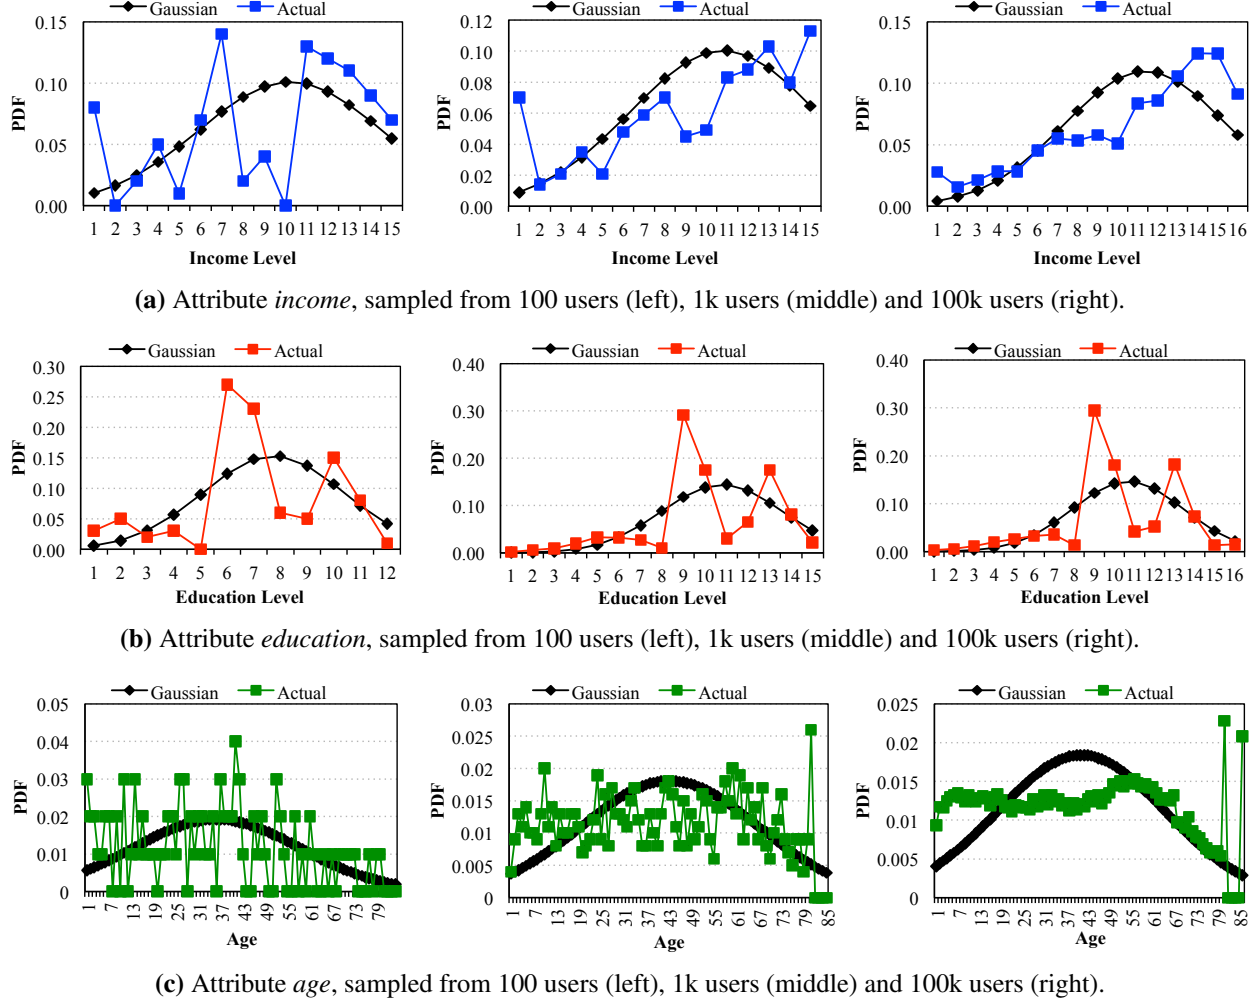 Gaussian Actual
0.15
0.10
0.05
0.00
PDF
1 2 3 4 5 6 7 8 9 10 11 12 13 14 15
Income Level
Gaussian Actual
0.12
0.10
0.08
0.06
0.04
0.02
0.00
PDF
1 2 3 4 5 6 7 8 9 10 11 12 13 14 15
Income Level
Gaussian Actual
0.15
0.10
0.05
0.00
PDF
1 2 3 4 5 6 7 8 9 10 11 12 13 14 15 16
Income Level
(a) Attribute income, sampled from 100 users (left), 1k users (middle) and 100k users (right).
Gaussian Actual
0.30
0.25
0.20
0.15
0.10
0.05
0.00
PDF
1 2 3 4 5 6 7 8 9 10 11 12
Education Level
Gaussian Actual
0.40
0.30
0.20
0.10
0.00
PDF
1 2 3 4 5 6 7 8 9 10 11 12 13 14 15
Education Level
Gaussian Actual
0.40
0.30
0.20
0.10
0.00
PDF
1 2 3 4 5 6 7 8 9 10 11 12 13 14 15 16
Education Level
(b) Attribute education, sampled from 100 users (left), 1k users (middle) and 100k users (right).
Gaussian Actual
0.05
0.04
0.03
0.02
0.01
0
PDF
1 7 13 19 25 31 37 43 49 55 61 67 73 79
Age
Gaussian Actual
0.03
0.025
0.02
0.015
0.01
0.005
0
PDF
1 7 13 19 25 31 37 43 49 55 61 67 73 79 85
Age
Gaussian Actual
0.025
0.02
0.015
0.01
0.005
0
PDF
1 7 13 19 25 31 37 43 49 55 61 67 73 79 85
Age
(c) Attribute age, sampled from 100 users (left), 1k users (middle) and 100k users (right).